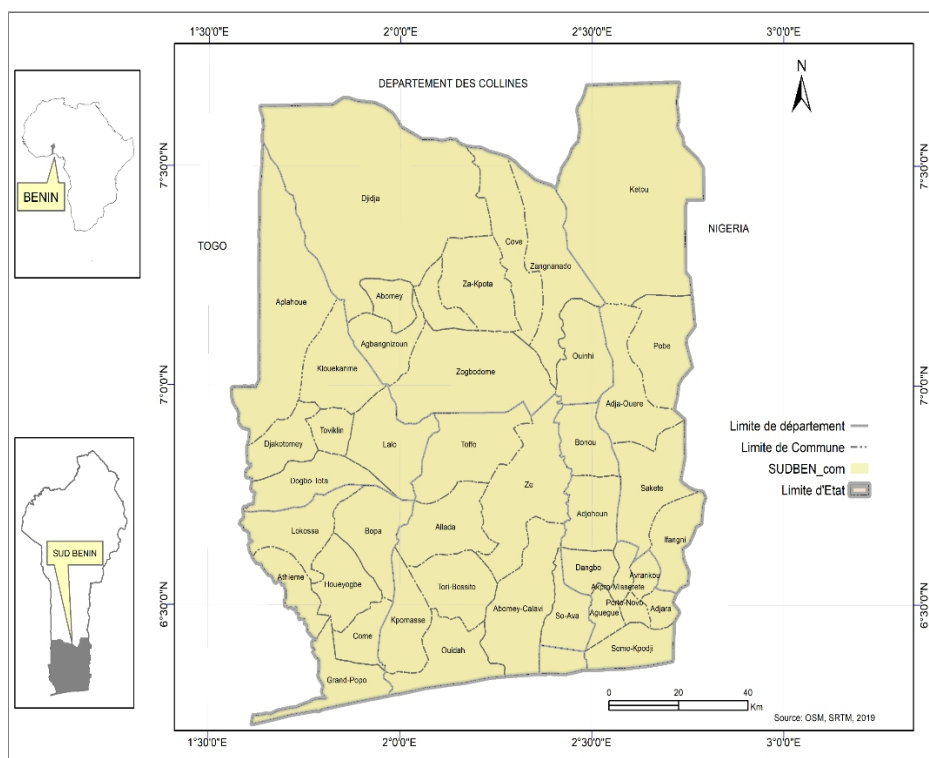 1°30'0"E 2°0'0"E 2°30'0"E 3°0'0"E
DEPARTEMENT DES COLLINES
N
7°30'0"N
7°30'0"N
BENIN
Ketou
Djidja
NIGERIA
TOGO
Cove
Zangnanado
Za-Kpota
Abomey
Aplahoue
Agbangnizoun
Ouinhi
Pobe
Klouekanme
Zogbodome
7°0'0"N
7°0'0"N
Adja-Ouere
Limite de département
Toviklin
Djakotomey
Lalo
Toffo
Bonou
Limite de Commune
Ze
SUDBEN_com
Dogbo Tota
Sakete
Limite d'Etat
Adjohoun
Allada
Lokossa
Bopa
Ifangni
SUD BENIN
Dangbo
Avrankou
Athieme
Houeyogbe
Tori-Bossito
Akpro-Misserete
Porto-Novo
6°30'0"N
6°30'0"N
Abomey-Calavi
So-Ava
Aguegue
Adjara
Kpomasse
Come
Ouidah
Seme-Kpodji
Grand-Popo
0 20 40
Km
Source: OSM, SRTM, 2019
1°30'0"E 2°0'0"E 2°30'0"E 3°0'0"E